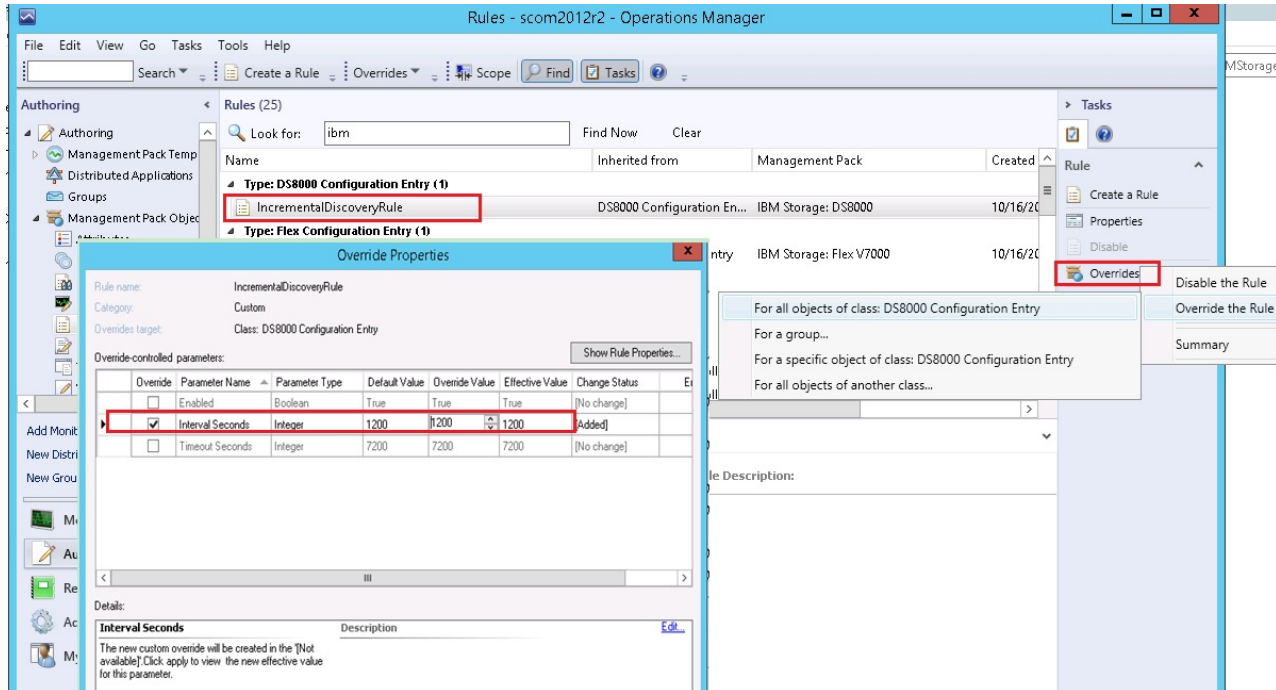 Rules - scom2012r2 - Operations Manager
File Edit View Go Tasks Tools Help
Search Create a Rule Overrides Scope Find Tasks
MStorage
Authoring
Authoring
Management Pack Temp
Distributed Applications
Groups
Management Pack Objec
Rules (25)
Look for: ibm Find Now Clear
Name Inherited from Management Pack Created
Type: DS8000 Configuration Entry (1)
IncrementalDiscoveryRule DS8000 Configuration En... IBM Storage: DS8000 10/16/20
Type: Flex Configuration Entry (1)
ntry IBM Storage: Flex V7000 10/16/20
Tasks
Rule
Create a Rule
Properties
Disable
Overrides
Disable the Rule
Override the Rule
Summary
For all objects of class: DS8000 Configuration Entry
For a group...
For a specific object of class: DS8000 Configuration Entry
For all objects of another class...
Override Properties
Rule name: IncrementalDiscoveryRule
Category: Custom
Overrides target: Class: DS8000 Configuration Entry
Override-controlled parameters: Show Rule Properties...
Override Parameter Name Parameter Type Default Value Override Value Effective Value Change Status
Enabled Boolean True True True [No change]
Interval Seconds Integer 1200 1200 1200 [Added]
Timeout Seconds Integer 7200 7200 7200 [No change]
Details:
Interval Seconds Description Edit...
The new custom override will be created in the '[Not
available]'.Click apply to view the new effective value
for this parameter.
le Description:
Add Monit
New Distri
New Grou
Au
Re